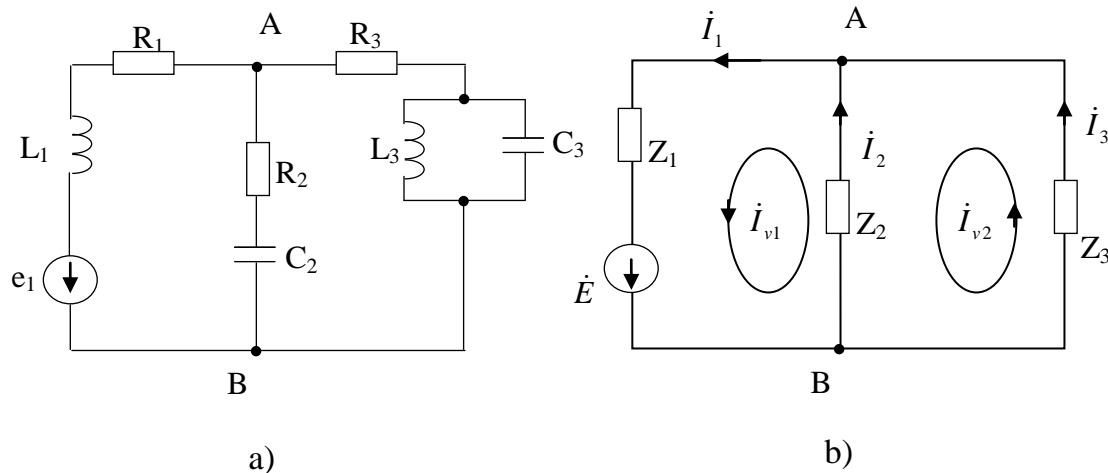 A
R₁
R₃
L₁
L₃
C₃
R₂
C₂
e₁
B
a)
A
İ₁
Z₁
İ₂
İ₃
İᵥ₁
Z₂
İᵥ₂
Z₃
Ė
B
b)